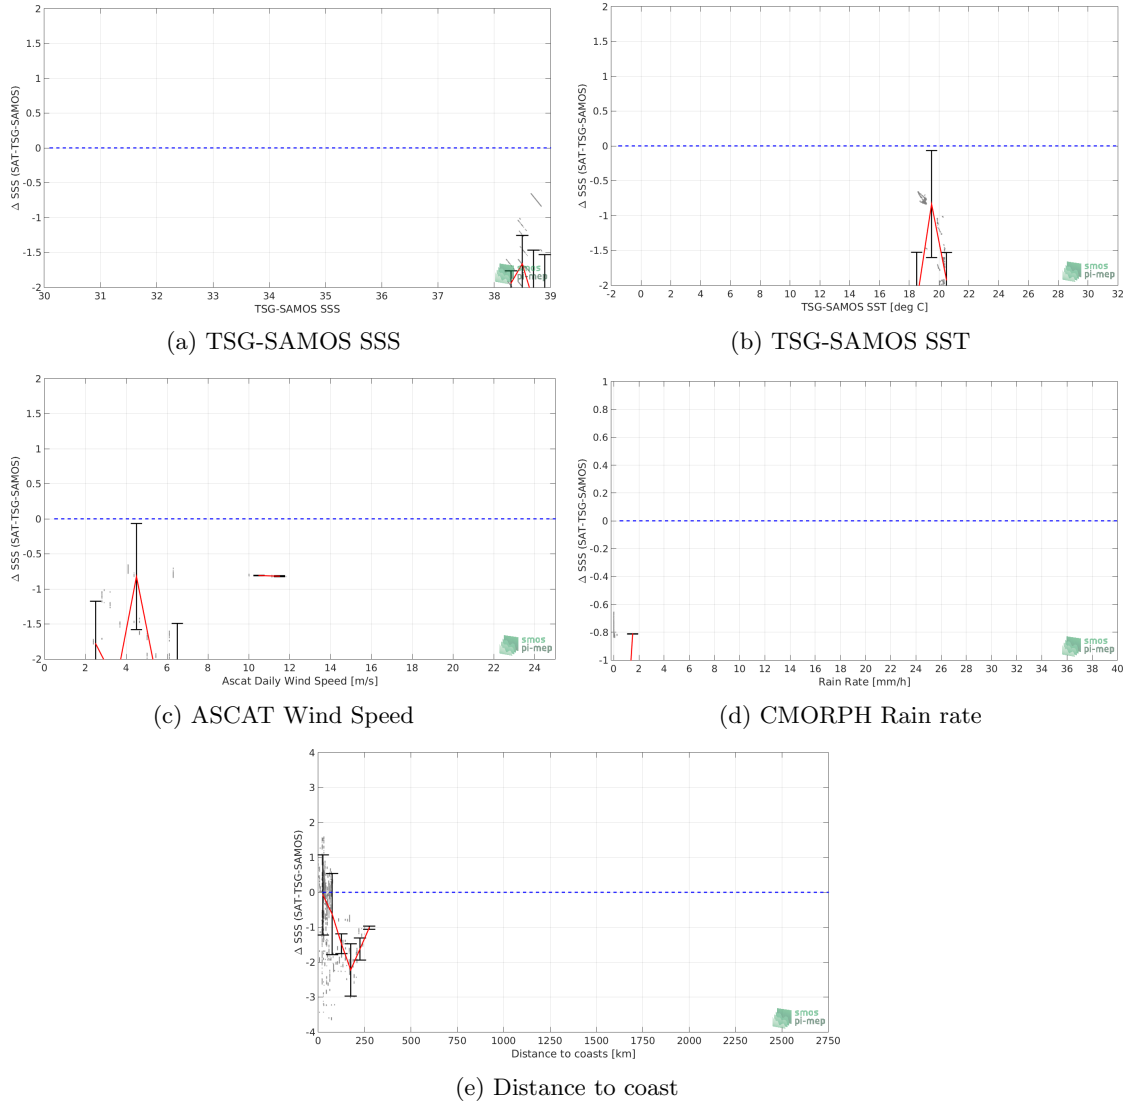 2
1.5
1
0.5
0
-0.5
-1
-1.5
-2
Δ SSS (SAT-TSG-SAMOS)
30 31 32 33 34 35 36 37 38 39
TSG-SAMOS SSS
smos
pi-mep
(a) TSG-SAMOS SSS
2
1.5
1
0.5
0
-0.5
-1
-1.5
-2
Δ SSS (SAT-TSG-SAMOS)
-2 0 2 4 6 8 10 12 14 16 18 20 22 24 26 28 30 32
TSG-SAMOS SST [deg C]
smos
pi-mep
(b) TSG-SAMOS SST
2
1.5
1
0.5
0
-0.5
-1
-1.5
-2
Δ SSS (SAT-TSG-SAMOS)
0 2 4 6 8 10 12 14 16 18 20 22 24
Ascat Daily Wind Speed [m/s]
smos
pi-mep
(c) ASCAT Wind Speed
1
0.8
0.6
0.4
0.2
0
-0.2
-0.4
-0.6
-0.8
-1
Δ SSS (SAT-TSG-SAMOS)
0 2 4 6 8 10 12 14 16 18 20 22 24 26 28 30 32 34 36 38 40
Rain Rate [mm/h]
smos
pi-mep
(d) CMORPH Rain rate
4
3
2
1
0
-1
-2
-3
-4
Δ SSS (SAT-TSG-SAMOS)
0 250 500 750 1000 1250 1500 1750 2000 2250 2500 2750
Distance to coasts [km]
smos
pi-mep
(e) Distance to coast